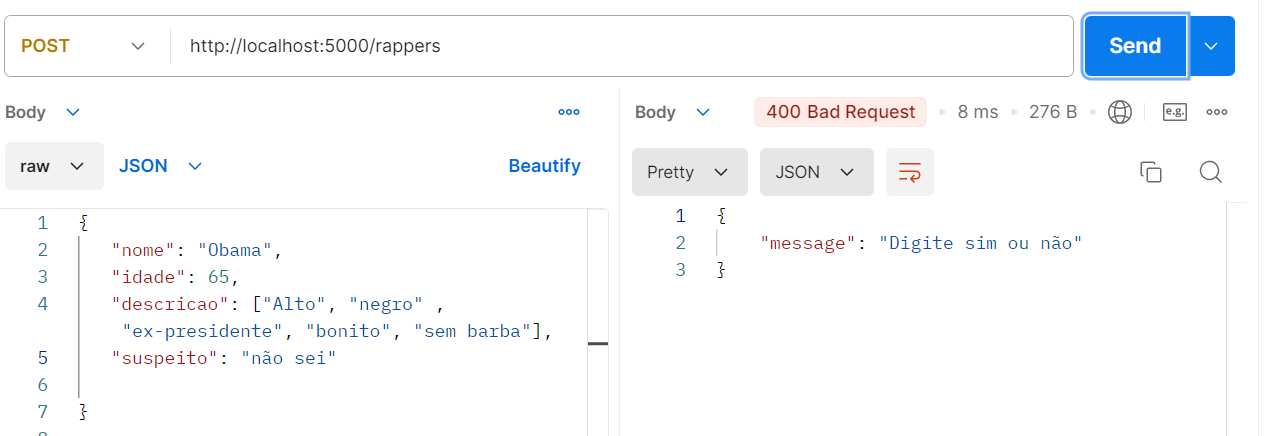 POST http://localhost:5000/rappers Send
Body
raw JSON Beautify
1 {
2 "nome": "Obama",
3 "idade": 65,
4 "descricao": ["Alto", "negro" ,
"ex-presidente", "bonito", "sem barba"],
5 "suspeito": "não sei"
6
7 }
Body 400 Bad Request 8 ms 276 B e.g.
Pretty JSON
1 {
2 "message": "Digite sim ou não"
3 }